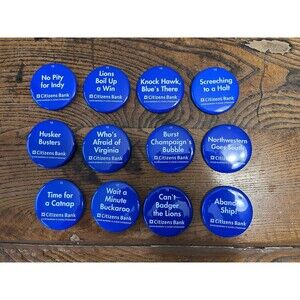 No Pity
for Indy
Citizens Bank
Lions
Boil Up
a Win
Citizens Bank
Knock Hawk,
Blue's There
Citizens Bank
Screeching
to a Halt
Citizens Bank
Husker
Busters
Citizens Bank
Who's
Afraid of
Virginia
Citizens Bank
Burst
Champaign's
Bubble
Citizens Bank
Northwestern
Goes South
Citizens Bank
Time for
a Catnap
Citizens Bank
Wait a
Minute
Buckaroo
Citizens Bank
Can't
Badger
the Lions
Citizens Bank
Abandon
Ship!
Citizens Bank